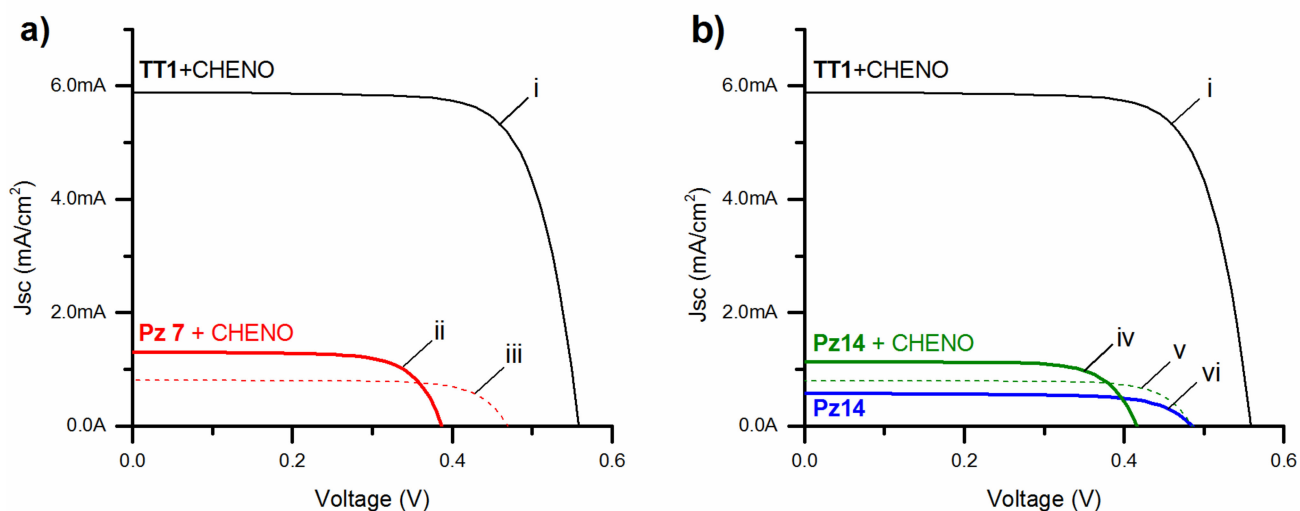 a)
TT1+CHENO
i
6.0mA
4.0mA
2.0mA
0.0A
Jsc (mA/cm²)
Pz 7 + CHENO
ii
iii
0.0
0.2
0.4
0.6
Voltage (V)
b)
TT1+CHENO
i
6.0mA
4.0mA
2.0mA
0.0A
Jsc (mA/cm²)
Pz14 + CHENO
iv
v
vi
Pz14
0.0
0.2
0.4
0.6
Voltage (V)